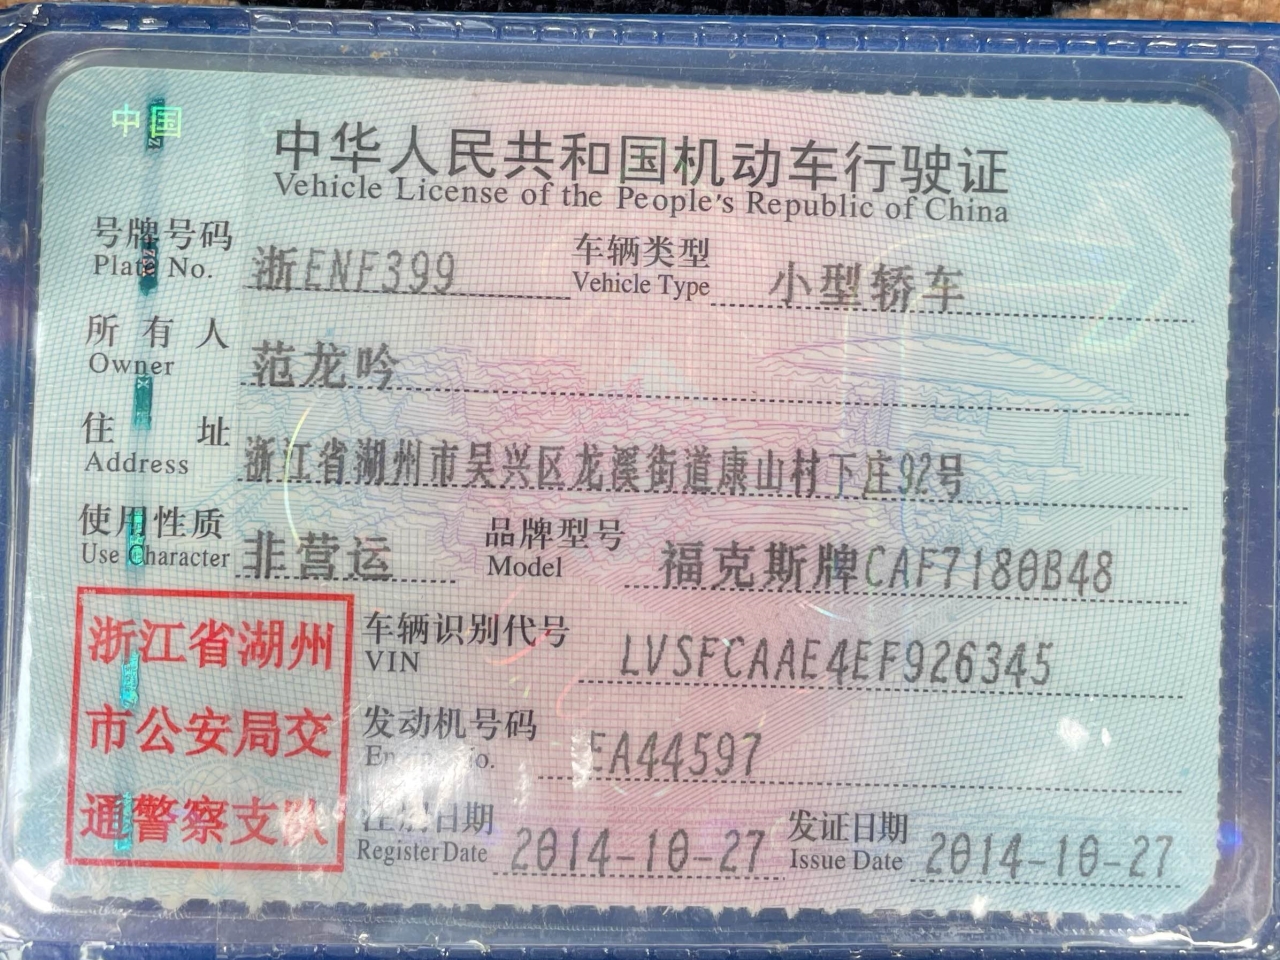 中国
中华人民共和国机动车行驶证
Vehicle License of the People's Republic of China
号牌号码 浙ENF399 车辆类型 小型轿车
Plate No. Vehicle Type
所有人 范龙吟
Owner
住址 浙江省湖州市吴兴区龙溪街道康山村下庄92号
Address
使用性质 非营运 品牌型号 福克斯牌CAF7180B48
Use Character Model
浙江省湖州
市公安局交
通警察支队
车辆识别代号 LVSFCAAE4EF926345
VIN
发动机号码 EA44597
Engine No.
注册日期 2014-10-27 发证日期 2014-10-27
Register Date Issue Date